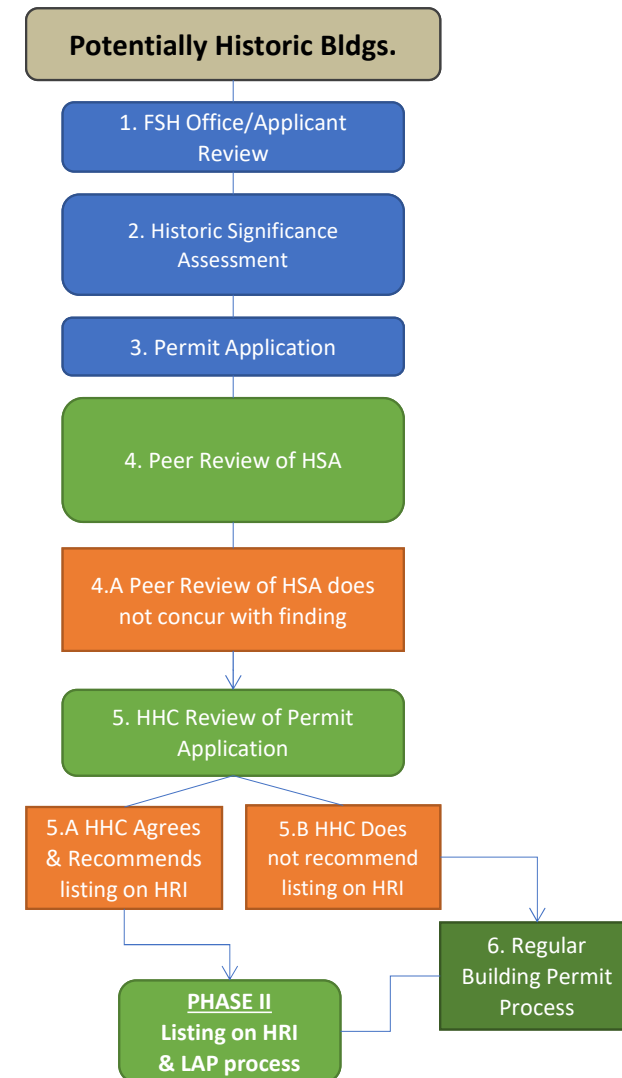 Potentially Historic Bldgs.
1. FSH Office/Applicant
Review
2. Historic Significance
Assessment
3. Permit Application
4. Peer Review of HSA
4.A Peer Review of HSA does
not concur with finding
5. HHC Review of Permit
Application
5.A HHC Agrees
& Recommends
listing on HRI
5.B HHC Does
not recommend
listing on HRI
6. Regular
Building Permit
Process
PHASE II
Listing on HRI
& LAP process